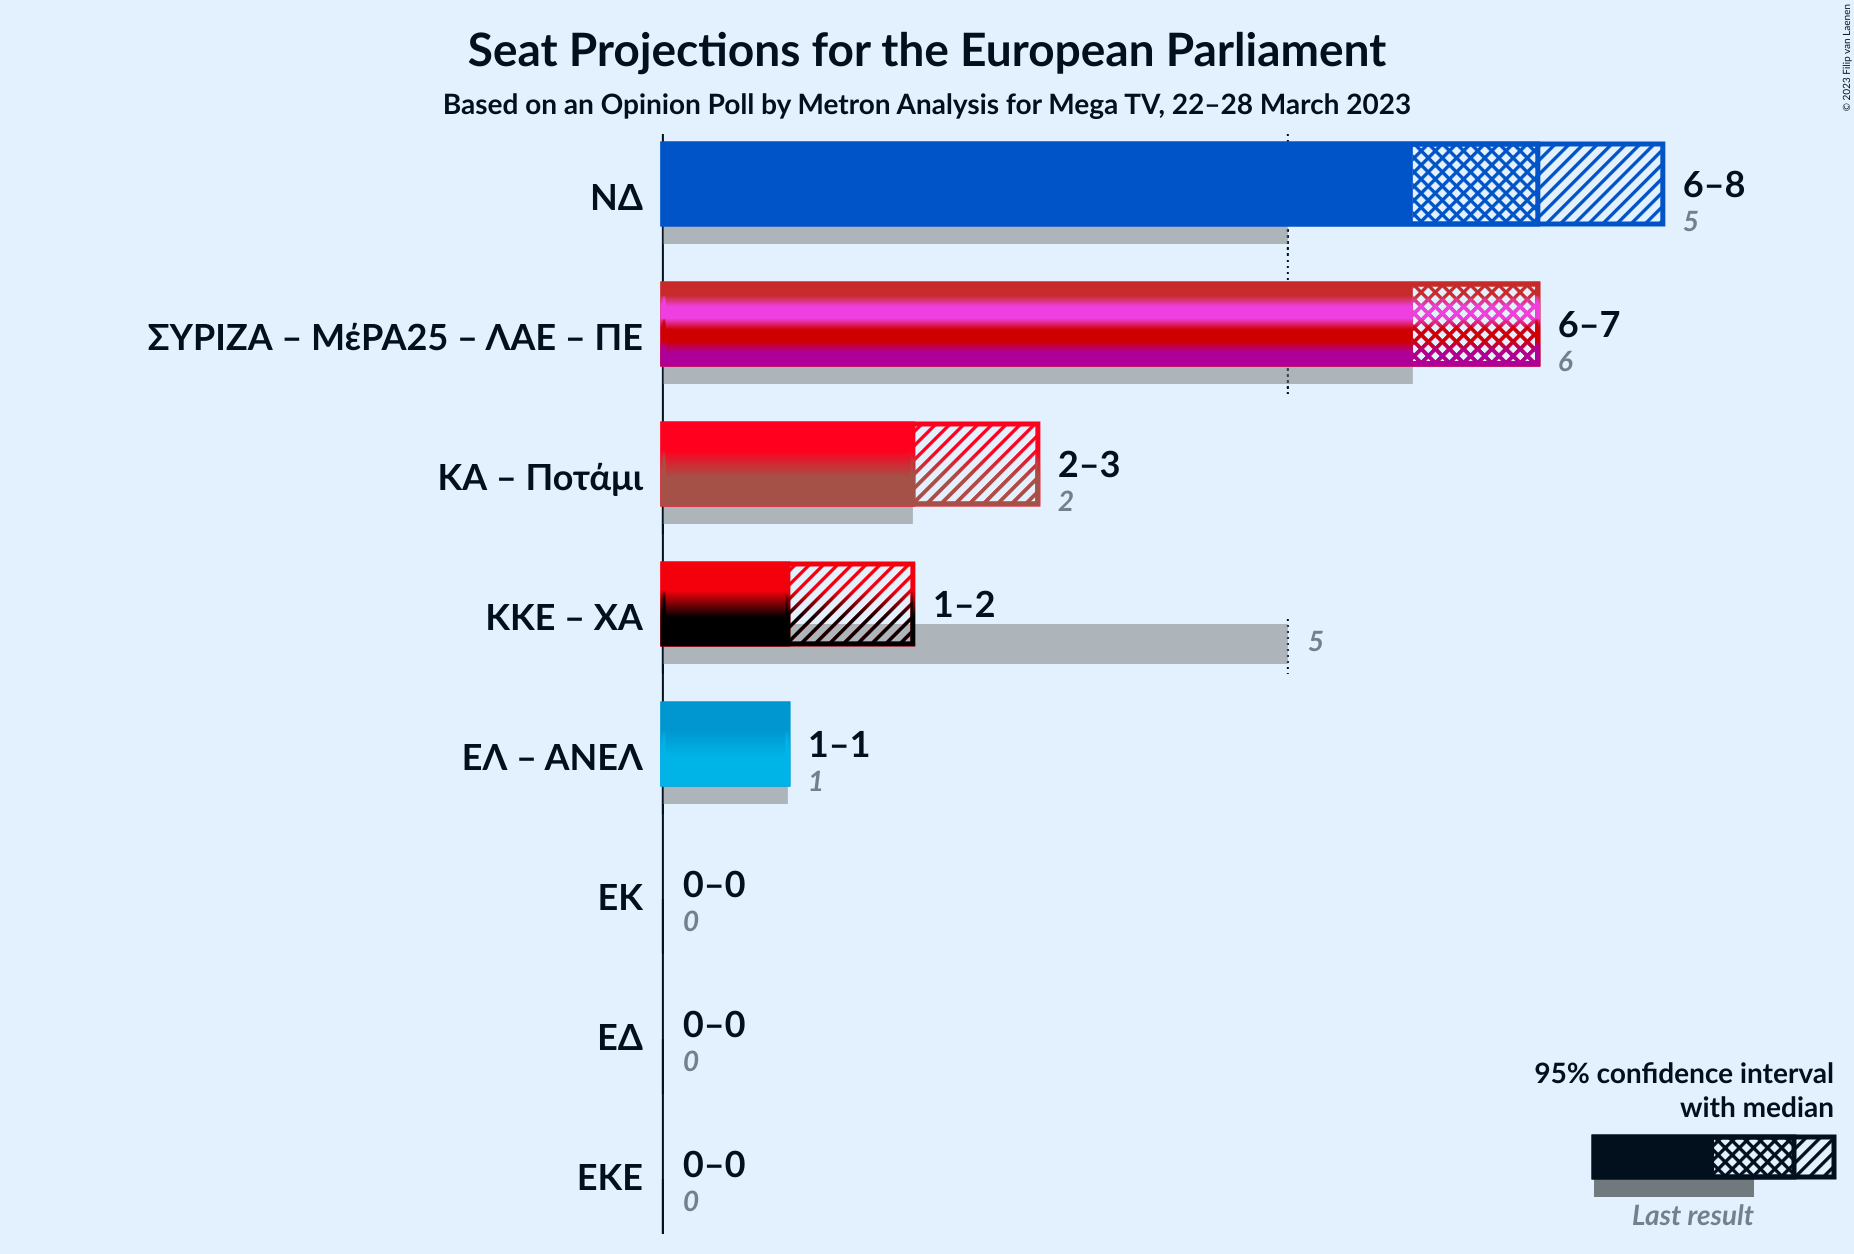 Seat Projections for the European Parliament
Based on an Opinion Poll by Metron Analysis for Mega TV, 22–28 March 2023
© 2023 Filip van Laenen
ΝΔ
6–8
5
ΣΥΡΙΖΑ – ΜέΡΑ25 – ΛΑΕ – ΠΕ
6–7
6
ΚΑ – Ποτάμι
2–3
2
ΚΚΕ – ΧΑ
1–2
5
ΕΛ – ΑΝΕΛ
1–1
1
ΕΚ
0–0
0
ΕΔ
0–0
0
ΕΚΕ
0–0
0
95% confidence interval
with median
Last result